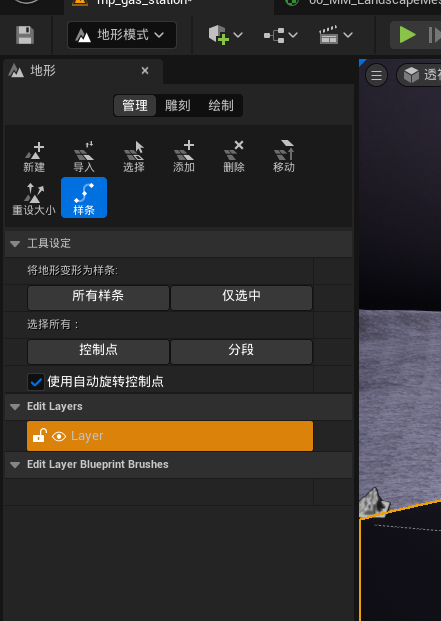 mp_gas_station*
地形模式
透视
地形
管理 雕刻 绘制
新建 导入 选择 添加 删除 移动
重设大小 样条
工具设定
将地形变形为样条:
所有样条 仅选中
选择所有：
控制点 分段
使用自动旋转控制点
Edit Layers
Layer
Edit Layer Blueprint Brushes